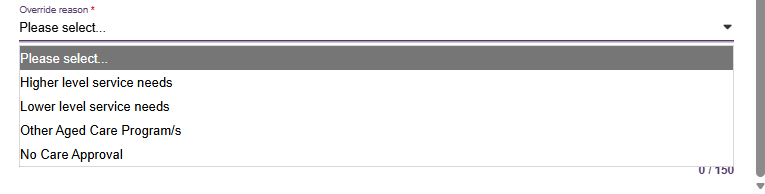 Override reason *
Please select...
Please select...
Higher level service needs
Lower level service needs
Other Aged Care Program/s
No Care Approval
0 / 150